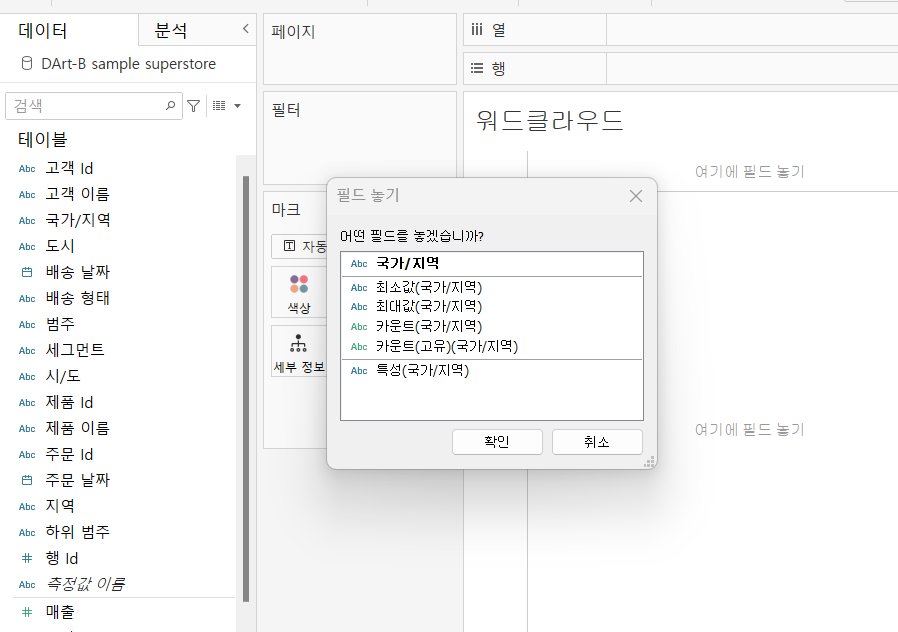 데이터
분석
DArt-B sample superstore
검색
테이블
Abc 고객 Id
Abc 고객 이름
Abc 국가/지역
Abc 도시
배송 날짜
Abc 배송 형태
Abc 범주
Abc 세그먼트
Abc 시/도
Abc 제품 Id
Abc 제품 이름
Abc 주문 Id
주문 날짜
Abc 지역
Abc 하위 범주
# 행 Id
Abc 측정값 이름
# 매출
페이지
필터
마크
자동
색상
세부 정보
열
행
워드클라우드
여기에 필드 놓기
여기에 필드 놓기
필드 놓기
어떤 필드를 놓겠습니까?
Abc 국가/지역
Abc 최소값(국가/지역)
Abc 최대값(국가/지역)
Abc 카운트(국가/지역)
Abc 카운트(고유)(국가/지역)
Abc 특성(국가/지역)
확인
취소